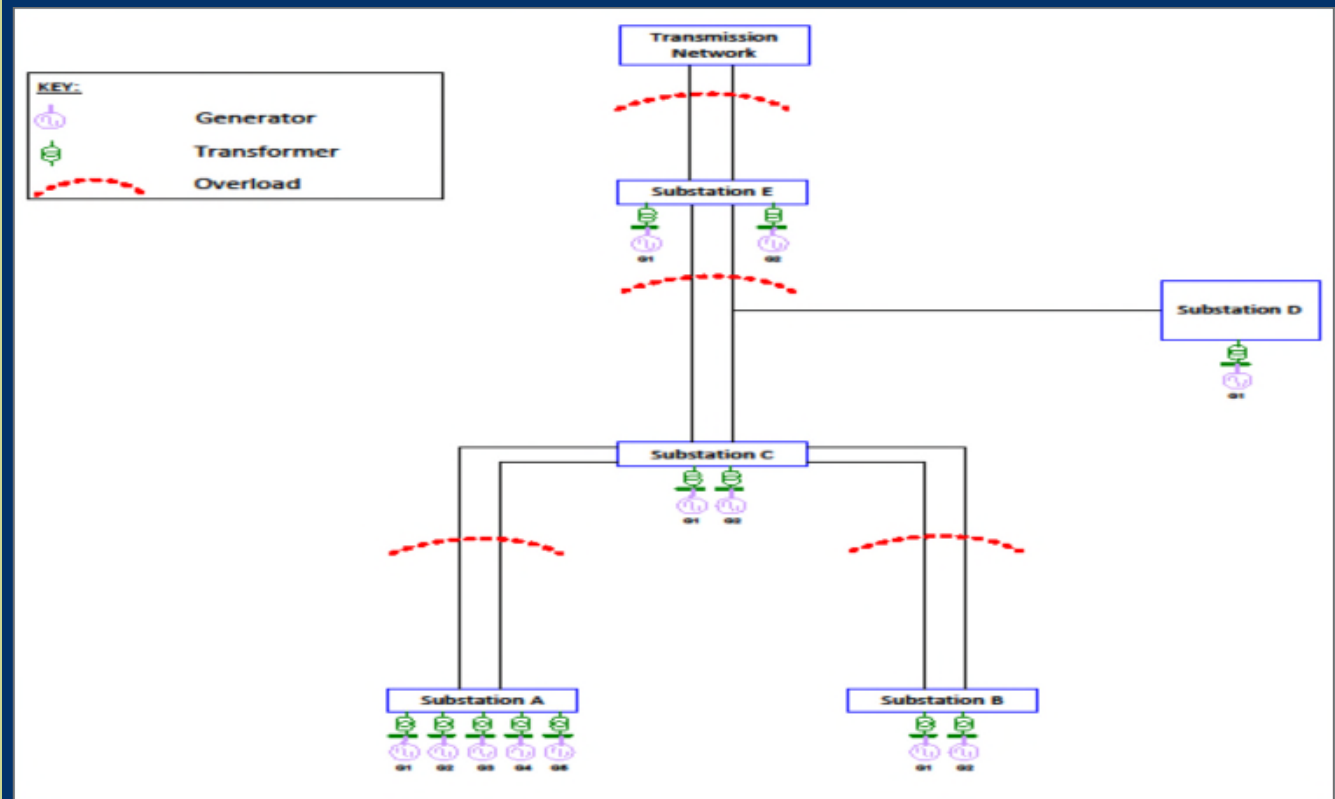 Transmission
Network
KEY:
Generator
Transformer
Overload
Substation E
G1
G2
Substation D
G1
Substation C
G1
G2
Substation A
G1
G2
G3
G4
G5
Substation B
G1
G2